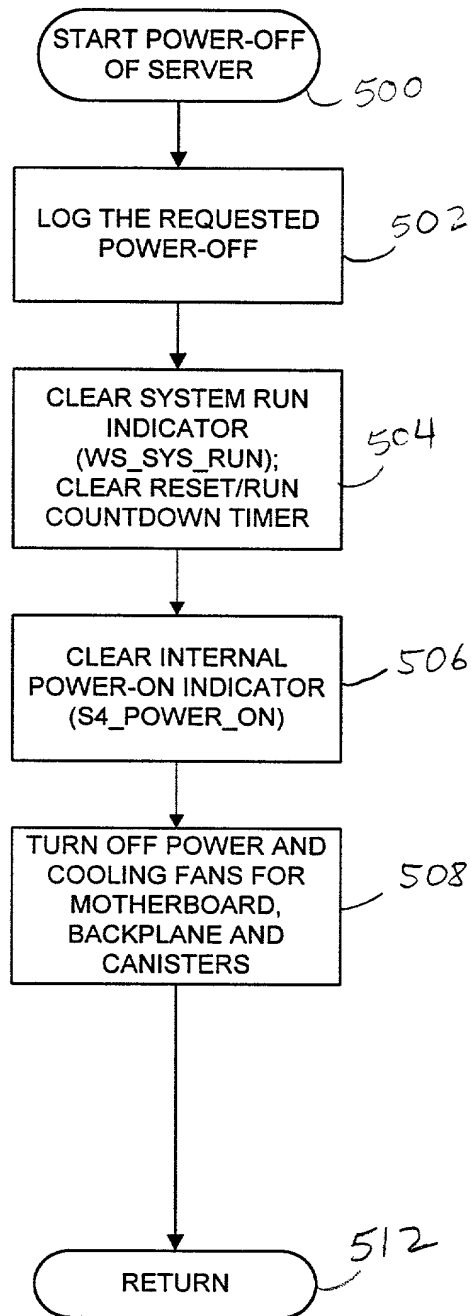 START POWER-OFF
OF SERVER
500
LOG THE REQUESTED
POWER-OFF
502
CLEAR SYSTEM RUN
INDICATOR
(WS_SYS_RUN);
CLEAR RESET/RUN
COUNTDOWN TIMER
504
CLEAR INTERNAL
POWER-ON INDICATOR
(S4_POWER_ON)
506
TURN OFF POWER AND
COOLING FANS FOR
MOTHERBOARD,
BACKPLANE AND
CANISTERS
508
RETURN
512